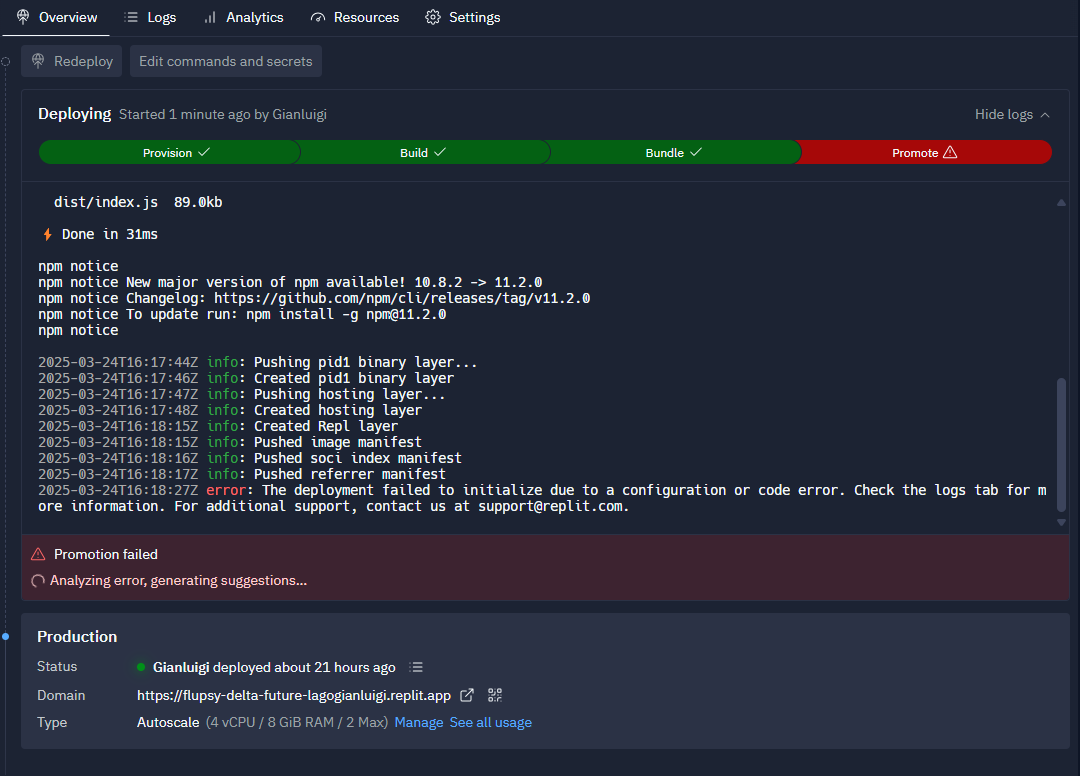 Overview Logs Analytics Resources Settings
Redeploy Edit commands and secrets
Deploying Started 1 minute ago by Gianluigi Hide logs
Provision Build Bundle Promote
dist/index.js 89.0kb
Done in 31ms
npm notice
npm notice New major version of npm available! 10.8.2 -> 11.2.0
npm notice Changelog: https://github.com/npm/cli/releases/tag/v11.2.0
npm notice To update run: npm install -g npm@11.2.0
npm notice
2025-03-24T16:17:44Z info: Pushing pid1 binary layer...
2025-03-24T16:17:46Z info: Created pid1 binary layer
2025-03-24T16:17:47Z info: Pushing hosting layer...
2025-03-24T16:17:48Z info: Created hosting layer
2025-03-24T16:18:15Z info: Created Repl layer
2025-03-24T16:18:15Z info: Pushed image manifest
2025-03-24T16:18:16Z info: Pushed soci index manifest
2025-03-24T16:18:17Z info: Pushed referrer manifest
2025-03-24T16:18:27Z error: The deployment failed to initialize due to a configuration or code error. Check the logs tab for m
ore information. For additional support, contact us at support@replit.com.
Promotion failed
Analyzing error, generating suggestions...
Production
Status Gianluigi deployed about 21 hours ago
Domain https://flupsy-delta-future-lagogianluigi.replit.app
Type Autoscale (4 vCPU / 8 GiB RAM / 2 Max) Manage See all usage